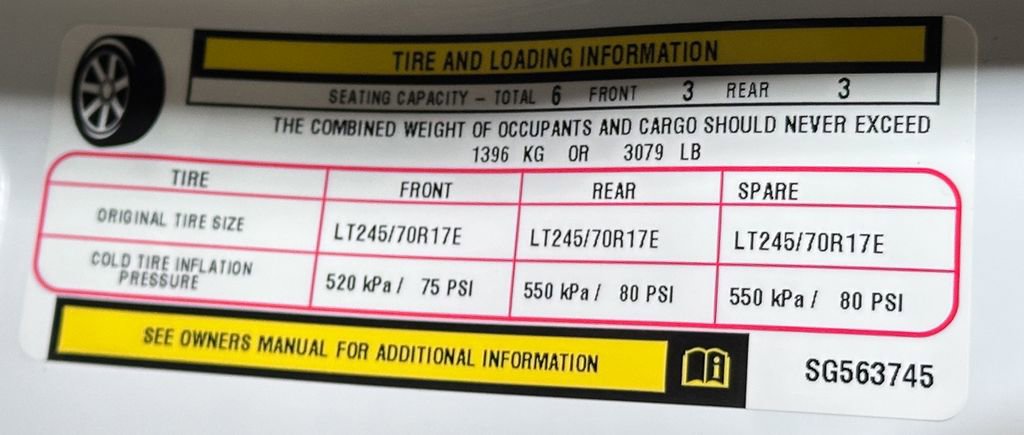 TIRE AND LOADING INFORMATION
SEATING CAPACITY – TOTAL 6 FRONT 3 REAR 3
THE COMBINED WEIGHT OF OCCUPANTS AND CARGO SHOULD NEVER EXCEED
1396 KG OR 3079 LB
TIRE FRONT REAR SPARE
ORIGINAL TIRE SIZE LT245/70R17E LT245/70R17E LT245/70R17E
COLD TIRE INFLATION
PRESSURE 520 kPa / 75 PSI 550 kPa / 80 PSI 550 kPa / 80 PSI
SEE OWNERS MANUAL FOR ADDITIONAL INFORMATION
SG563745